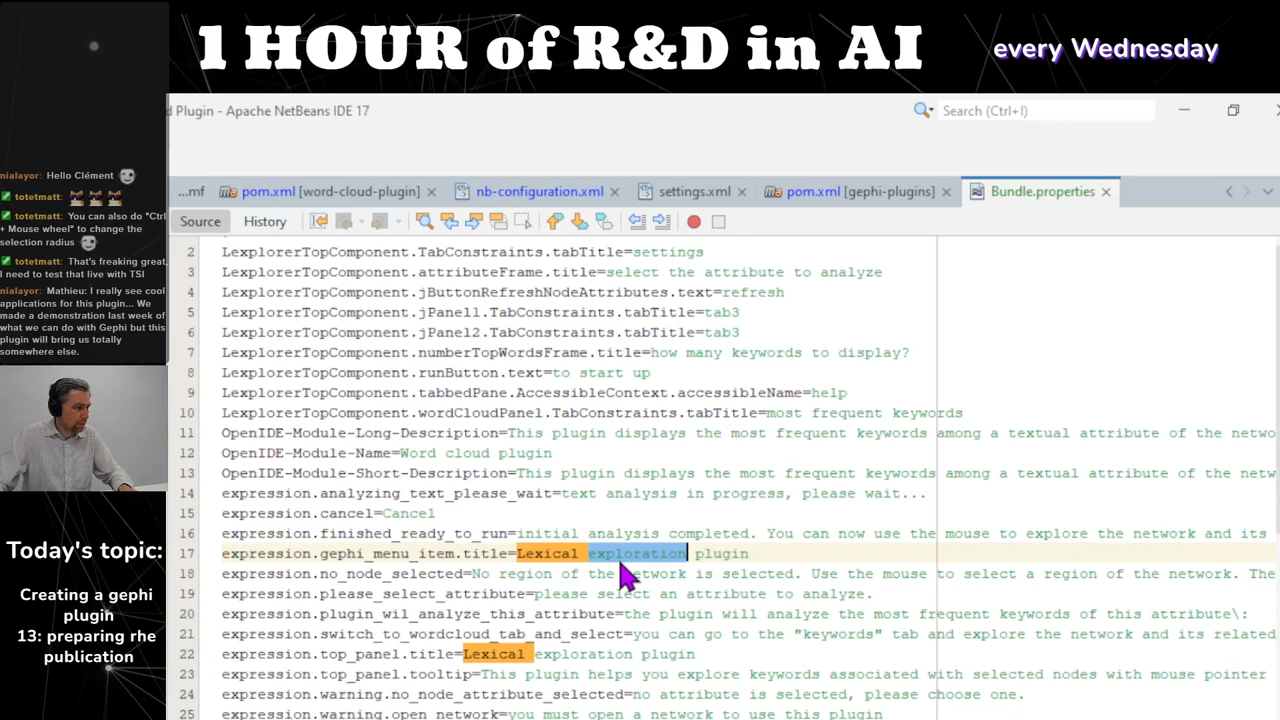 1 HOUR of R&D in AI
every Wednesday
d Plugin - Apache NetBeans IDE 17
Search (Ctrl+I)
...mf
pom.xml [word-cloud-plugin]
nb-configuration.xml
settings.xml
pom.xml [gephi-plugins]
Bundle.properties
Source
History
nialayor: Hello Clément
totetmatt:
totetmatt: You can also do "Ctrl
+ Mouse wheel" to change the
selection radius
totetmatt: That's freaking great,
I need to test that live with TSI
nialayor: Mathieu: I really see cool
applications for this plugin... We
made a demonstration last week of
what we can do with Gephi but this
plugin will bring us totally
somewhere else.
2 LexplorerTopComponent.TabConstraints.tabTitle=settings
3 LexplorerTopComponent.attributeFrame.title=select the attribute to analyze
4 LexplorerTopComponent.jButtonRefreshNodeAttributes.text=refresh
5 LexplorerTopComponent.jPanel1.TabConstraints.tabTitle=tab3
6 LexplorerTopComponent.jPanel2.TabConstraints.tabTitle=tab3
7 LexplorerTopComponent.numberTopWordsFrame.title=how many keywords to display?
8 LexplorerTopComponent.runButton.text=to start up
9 LexplorerTopComponent.tabbedPane.AccessibleContext.accessibleName=help
10 LexplorerTopComponent.wordCloudPanel.TabConstraints.tabTitle=most frequent keywords
11 OpenIDE-Module-Long-Description=This plugin displays the most frequent keywords among a textual attribute of the netwo
12 OpenIDE-Module-Name=Word cloud plugin
13 OpenIDE-Module-Short-Description=This plugin displays the most frequent keywords among a textual attribute of the netw
14 expression.analyzing_text_please_wait=text analysis in progress, please wait...
15 expression.cancel=Cancel
16 expression.finished_ready_to_run=initial analysis completed. You can now use the mouse to explore the network and its
17 expression.gephi_menu_item.title=Lexical exploration plugin
18 expression.no_node_selected=No region of the network is selected. Use the mouse to select a region of the network. The
19 expression.please_select_attribute=please select an attribute to analyze.
20 expression.plugin_wil_analyze_this_attribute=the plugin will analyze the most frequent keywords of this attribute\:
21 expression.switch_to_wordcloud_tab_and_select=you can go to the "keywords" tab and explore the network and its related
22 expression.top_panel.title=Lexical exploration plugin
23 expression.top_panel.tooltip=This plugin helps you explore keywords associated with selected nodes with mouse pointer
24 expression.warning.no_node_attribute_selected=no attribute is selected, please choose one.
25 expression.warning.open_network=you must open a network to use this plugin
Today's topic:
Creating a gephi
plugin
13: preparing rhe
publication